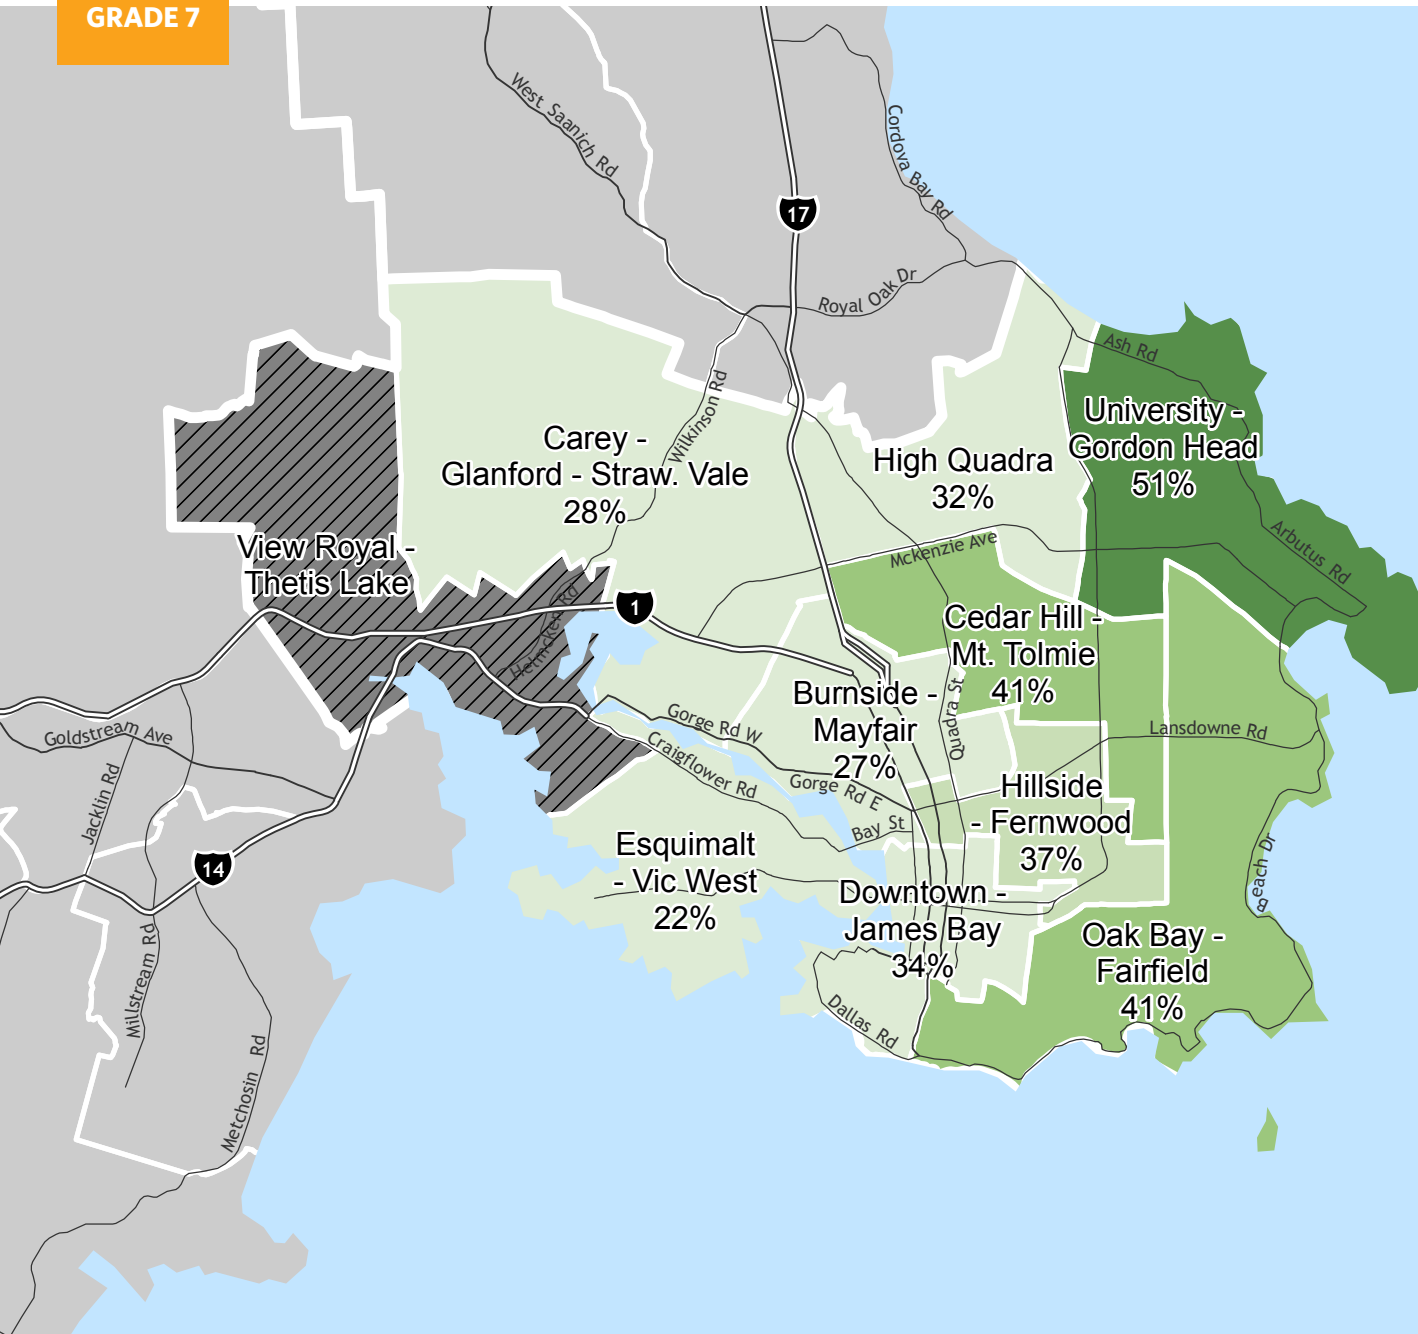 GRADE 7
West Saanich Rd
Cordova Bay Rd
17
Royal Oak Dr
Ash Rd
Wilkinson Rd
University -
Gordon Head
51%
Carey -
Glanford - Straw. Vale
28%
High Quadra
32%
View Royal -
Thetis Lake
Mckenzie Ave
Arbutus Rd
Helmcken Rd
1
Cedar Hill -
Mt. Tolmie
41%
Burnside -
Mayfair
27%
Quadra St
Lansdowne Rd
Goldstream Ave
Gorge Rd W
Craigflower Rd
Gorge Rd E
Jacklin Rd
Hillside
- Fernwood
37%
Bay St
Esquimalt
- Vic West
22%
14
Downtown -
James Bay
34%
Beach Dr
Oak Bay -
Fairfield
41%
Millstream Rd
Dallas Rd
Metchosin Rd